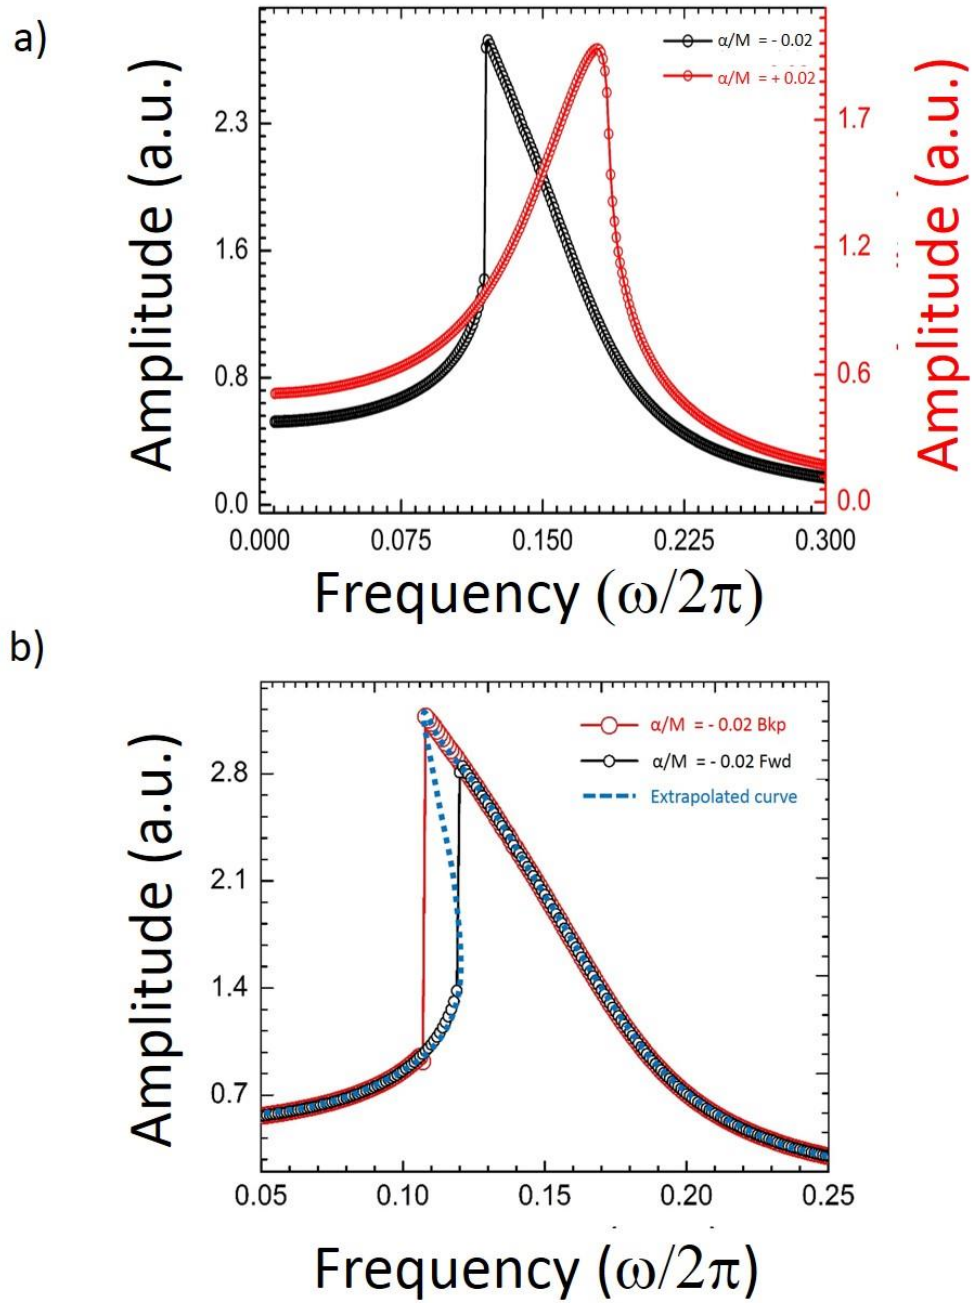 a)
Amplitude (a.u.)
2.3
1.6
0.8
0.0
α/M = - 0.02
α/M = + 0.02
1.7
1.2
0.6
0.0
Amplitude (a.u.)
0.000 0.075 0.150 0.225 0.300
Frequency (ω/2π)
b)
Amplitude (a.u.)
2.8
2.1
1.4
0.7
α/M = - 0.02 Bkp
α/M = - 0.02 Fwd
Extrapolated curve
0.05 0.10 0.15 0.20 0.25
Frequency (ω/2π)